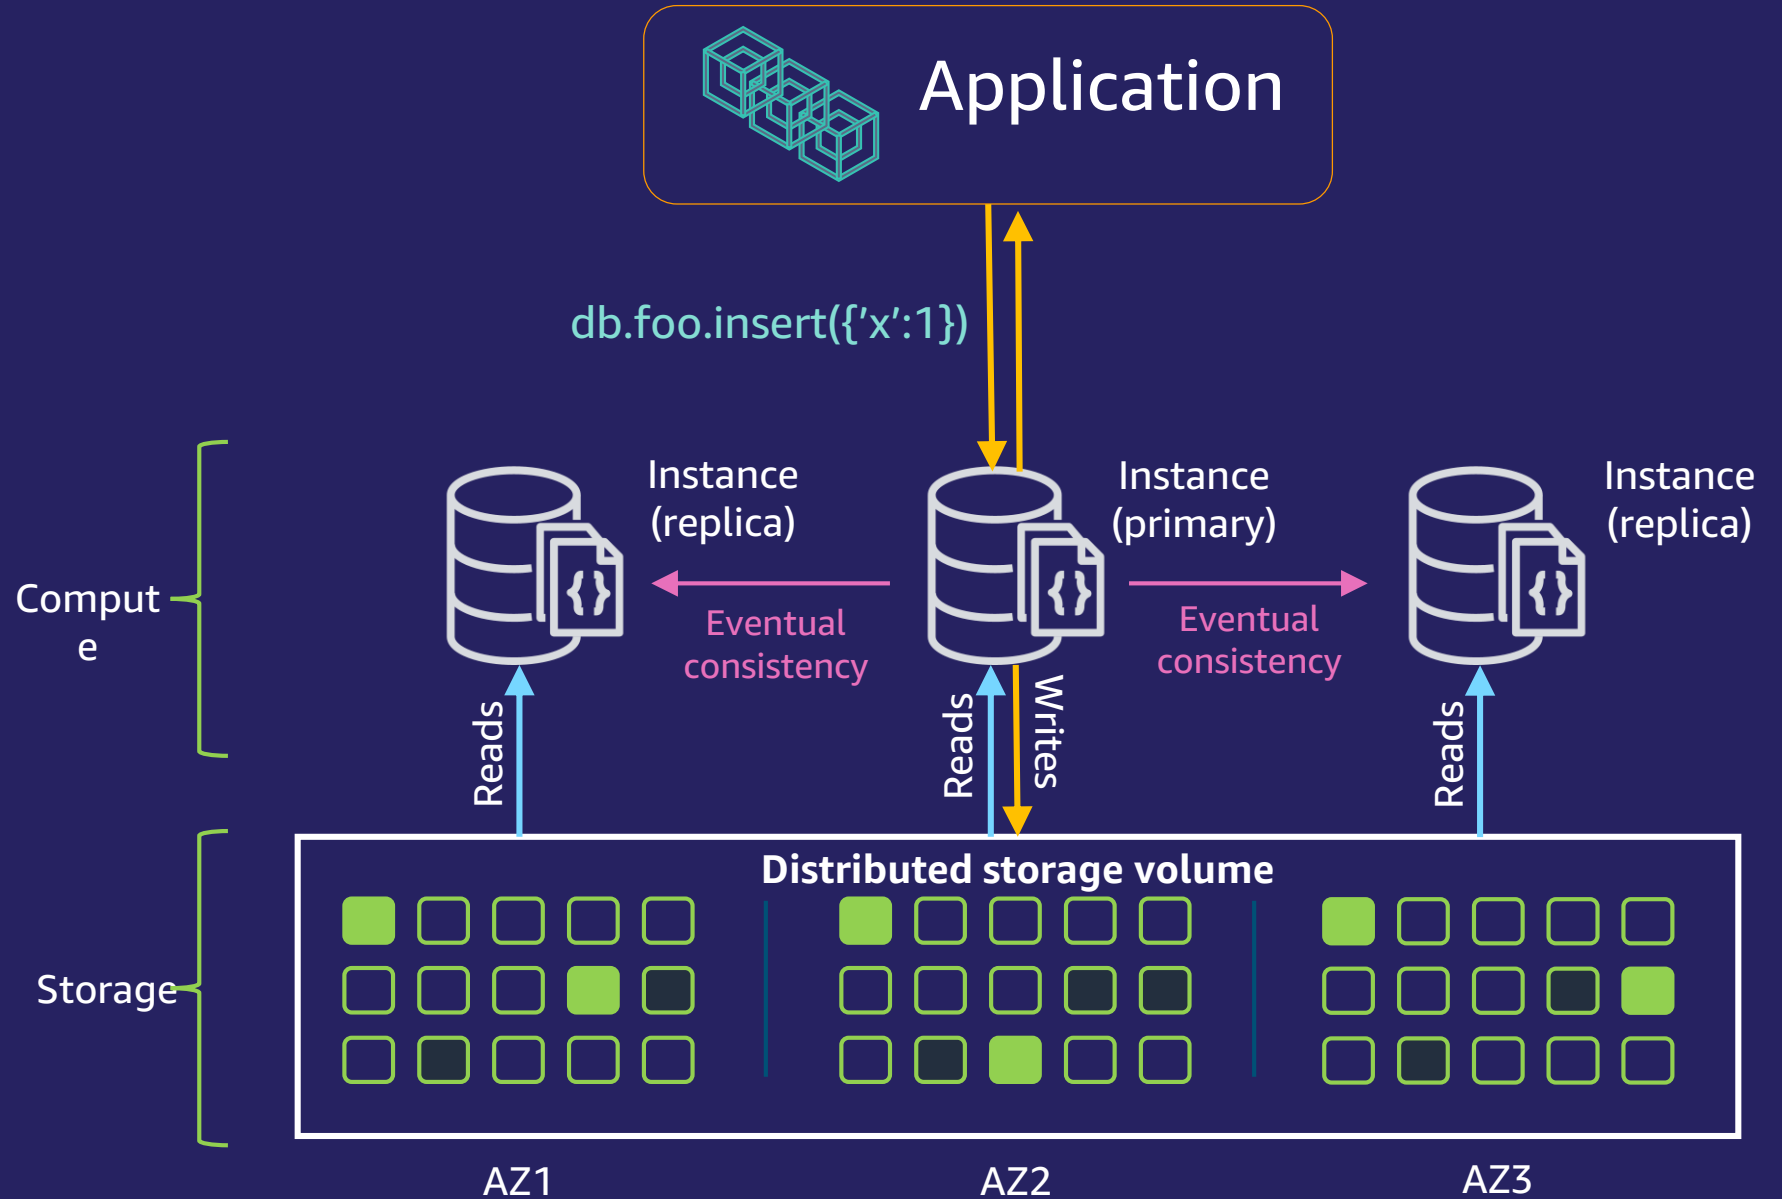 Application
db.foo.insert({’x’:1})
Instance
(replica)
Instance
(primary)
Instance
(replica)
{}
{}
{}
Comput
e
Eventual
consistency
Eventual
consistency
Reads
Reads
Writes
Reads
Distributed storage volume
Storage
AZ1
AZ2
AZ3